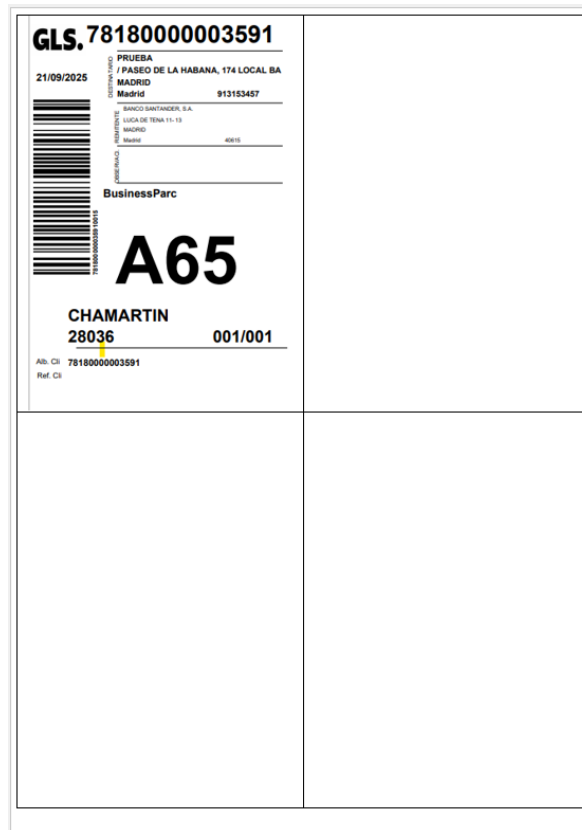 GLS. 78180000003591
21/09/2025
DESTINATARIO
PRUEBA
/ PASEO DE LA HABANA, 174 LOCAL BA
MADRID
Madrid 913153457
REMITENTE
BANCO SANTANDER, S.A.
LUCA DE TENA 11- 13
MADRID
Madrid 40615
OBSERVACI.
BusinessParc
A65
CHAMARTIN
28036 001/001
Alb. Cli 78180000003591
Ref. Cli